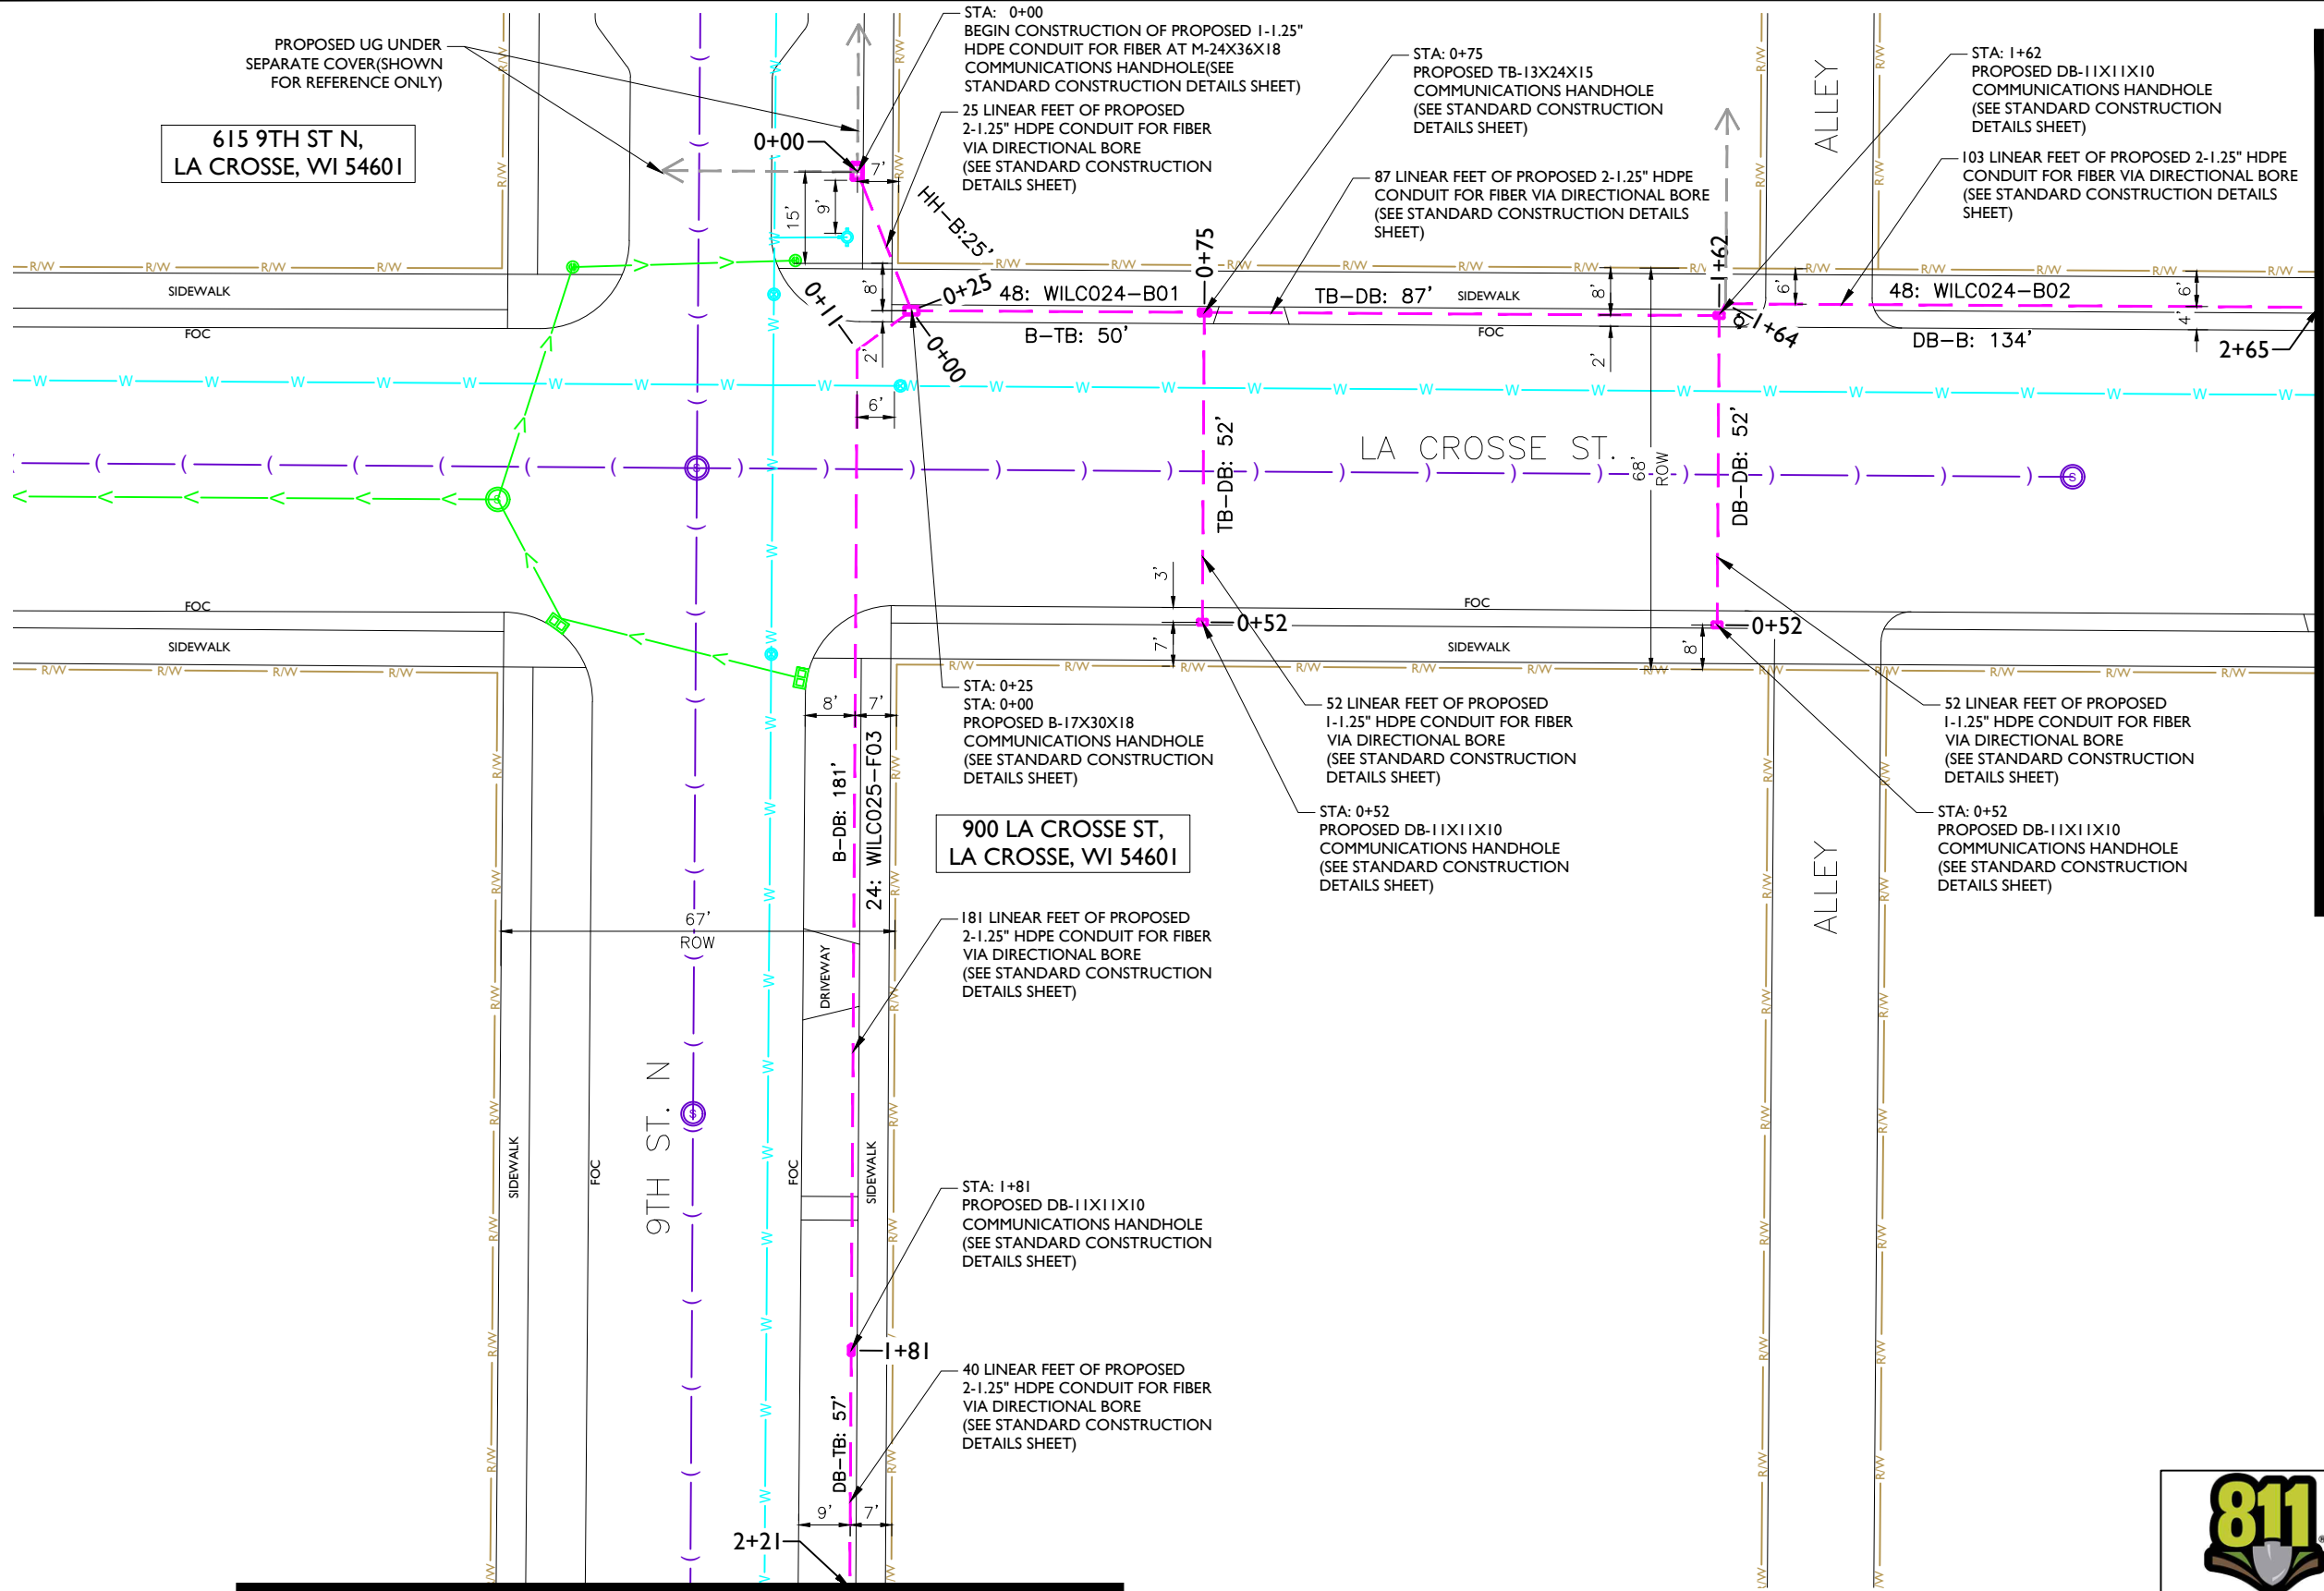 PROPOSED UG UNDER
SEPARATE COVER(SHOWN
FOR REFERENCE ONLY)
615 9TH ST N,
LA CROSSE, WI 54601
STA: 0+00
BEGIN CONSTRUCTION OF PROPOSED 1-1.25"
HDPE CONDUIT FOR FIBER AT M-24X36X18
COMMUNICATIONS HANDHOLE(SEE
STANDARD CONSTRUCTION DETAILS SHEET)
25 LINEAR FEET OF PROPOSED
2-1.25" HDPE CONDUIT FOR FIBER
VIA DIRECTIONAL BORE
(SEE STANDARD CONSTRUCTION
DETAILS SHEET)
STA: 0+75
PROPOSED TB-13X24X15
COMMUNICATIONS HANDHOLE
(SEE STANDARD CONSTRUCTION
DETAILS SHEET)
87 LINEAR FEET OF PROPOSED 2-1.25" HDPE
CONDUIT FOR FIBER VIA DIRECTIONAL BORE
(SEE STANDARD CONSTRUCTION DETAILS
SHEET)
ALLEY
STA: 1+62
PROPOSED DB-11X11X10
COMMUNICATIONS HANDHOLE
(SEE STANDARD CONSTRUCTION
DETAILS SHEET)
103 LINEAR FEET OF PROPOSED 2-1.25" HDPE
CONDUIT FOR FIBER VIA DIRECTIONAL BORE
(SEE STANDARD CONSTRUCTION DETAILS
SHEET)
0+00
7'
9'
15'
HH-B:25'
0+75
1+62
R/W R/W R/W R/W
R/W R/W R/W R/W R/W R/W R/W
R/W R/W R/W R/W
SIDEWALK
8'
0+25
0+11
48: WILC024-B01
TB-DB: 87'
SIDEWALK
8'
6'
48: WILC024-B02
6'
FOC
2'
0+00
B-TB: 50'
FOC
2'
1+64
DB-B: 134'
4'
2+65
6'
LA CROSSE ST.
TB-DB: 52'
68'
ROW
DB-DB: 52'
FOC
3'
FOC
0+52
0+52
SIDEWALK
7'
SIDEWALK
8'
R/W R/W R/W R/W
R/W R/W R/W R/W R/W R/W R/W R/W R/W R/W R/W R/W
STA: 0+25
STA: 0+00
PROPOSED B-17X30X18
COMMUNICATIONS HANDHOLE
(SEE STANDARD CONSTRUCTION
DETAILS SHEET)
52 LINEAR FEET OF PROPOSED
1-1.25" HDPE CONDUIT FOR FIBER
VIA DIRECTIONAL BORE
(SEE STANDARD CONSTRUCTION
DETAILS SHEET)
52 LINEAR FEET OF PROPOSED
1-1.25" HDPE CONDUIT FOR FIBER
VIA DIRECTIONAL BORE
(SEE STANDARD CONSTRUCTION
DETAILS SHEET)
8'
7'
B-DB: 181'
24: WILC025-F03
900 LA CROSSE ST,
LA CROSSE, WI 54601
STA: 0+52
PROPOSED DB-11X11X10
COMMUNICATIONS HANDHOLE
(SEE STANDARD CONSTRUCTION
DETAILS SHEET)
ALLEY
STA: 0+52
PROPOSED DB-11X11X10
COMMUNICATIONS HANDHOLE
(SEE STANDARD CONSTRUCTION
DETAILS SHEET)
67'
ROW
DRIVEWAY
181 LINEAR FEET OF PROPOSED
2-1.25" HDPE CONDUIT FOR FIBER
VIA DIRECTIONAL BORE
(SEE STANDARD CONSTRUCTION
DETAILS SHEET)
SIDEWALK
FOC
9TH ST. N
FOC
SIDEWALK
STA: 1+81
PROPOSED DB-11X11X10
COMMUNICATIONS HANDHOLE
(SEE STANDARD CONSTRUCTION
DETAILS SHEET)
1+81
40 LINEAR FEET OF PROPOSED
2-1.25" HDPE CONDUIT FOR FIBER
VIA DIRECTIONAL BORE
(SEE STANDARD CONSTRUCTION
DETAILS SHEET)
DB-TB: 57'
9'
7'
2+21
811